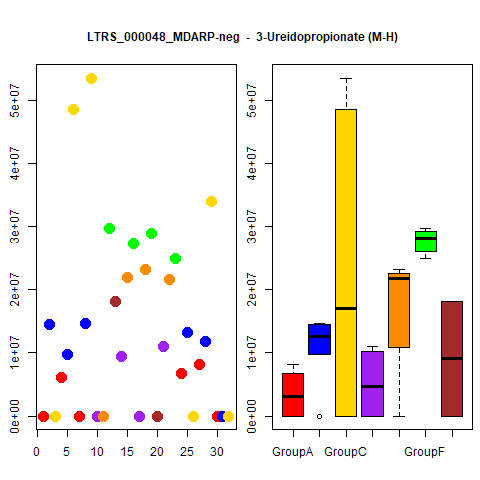 LTRS_000048_MDARP-neg - 3-Ureidopropionate (M-H)
5e+07
4e+07
3e+07
2e+07
1e+07
0e+00
0 5 10 15 20 25 30
5e+07
4e+07
3e+07
2e+07
1e+07
0e+00
GroupA GroupC GroupF